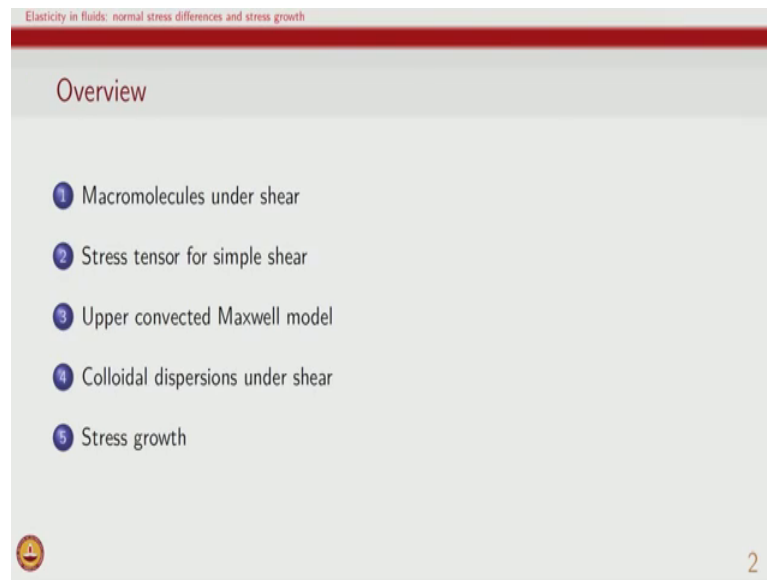 Elasticity in fluids: normal stress differences and stress growth
Overview
1 Macromolecules under shear
2 Stress tensor for simple shear
3 Upper convected Maxwell model
4 Colloidal dispersions under shear
5 Stress growth
2